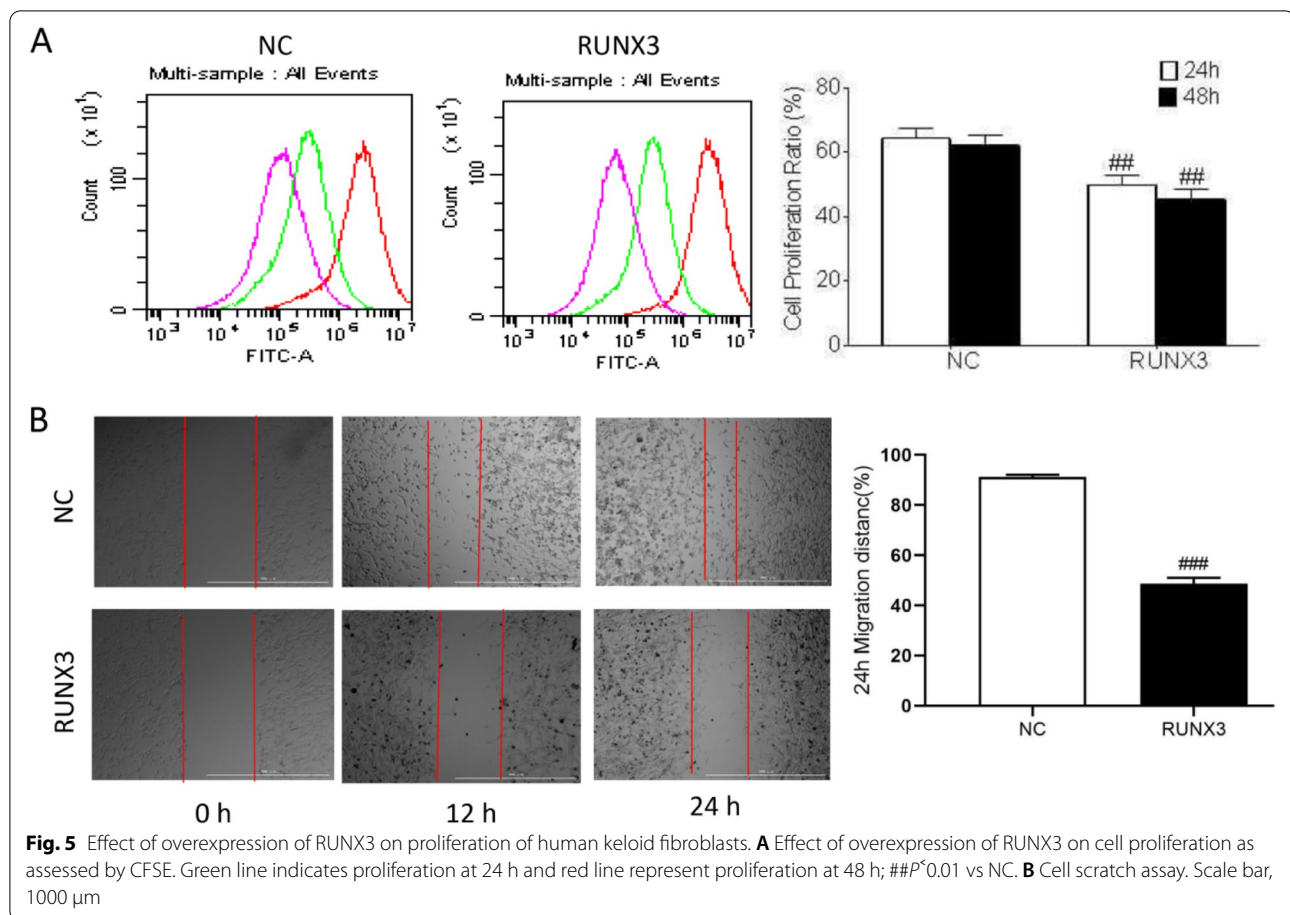 A
NC
Multi-sample : All Events
Count (x 10¹)
100
0
10³ 10⁴ 10⁵ 10⁶ 10⁷
FITC-A
RUNX3
Multi-sample : All Events
Count (x 10¹)
100
0
10³ 10⁴ 10⁵ 10⁶ 10⁷
FITC-A
24h
48h
Cell Proliferation Ratio (%)
80
60
40
20
0
##
##
NC
RUNX3
B
NC
RUNX3
0 h
12 h
24 h
24h Migration distanc(%)
100
80
60
40
20
0
###
NC
RUNX3
Fig. 5 Effect of overexpression of RUNX3 on proliferation of human keloid fibroblasts. A Effect of overexpression of RUNX3 on cell proliferation as
assessed by CFSE. Green line indicates proliferation at 24 h and red line represent proliferation at 48 h; ##P<0.01 vs NC. B Cell scratch assay. Scale bar,
1000 µm